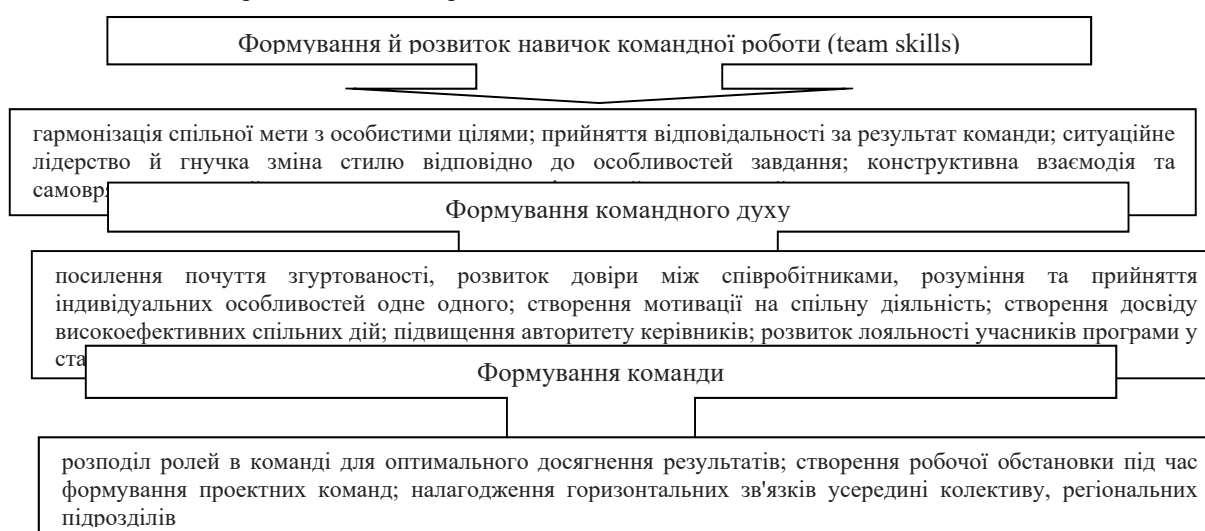 Формування й розвиток навичок командної роботи (team skills)
гармонізація спільної мети з особистими цілями; прийняття відповідальності за результат команди; ситуаційне
лідерство й гнучка зміна стилю відповідно до особливостей завдання; конструктивна взаємодія та
Формування командного духу
посилення почуття згуртованості, розвиток довіри між співробітниками, розуміння та прийняття
індивідуальних особливостей одне одного; створення мотивації на спільну діяльність; створення досвіду
високоефективних спільних дій; підвищення авторитету керівників; розвиток лояльності учасників програми у
Формування команди
розподіл ролей в команді для оптимального досягнення результатів; створення робочої обстановки під час
формування проектних команд; налагодження горизонтальних зв'язків усередині колективу, регіональних
підрозділів